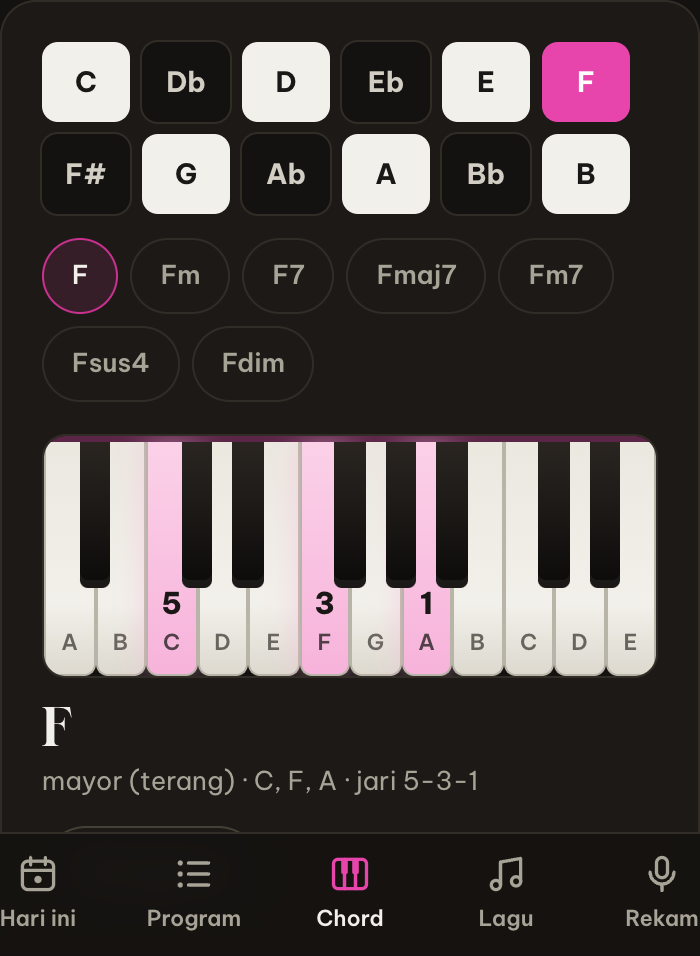 C Db D Eb E F
F# G Ab A Bb B
F Fm F7 Fmaj7 Fm7
Fsus4 Fdim
5 3 1
A B C D E F G A B C D E
F
mayor (terang) · C, F, A · jari 5-3-1
Hari ini Program Chord Lagu Rekam